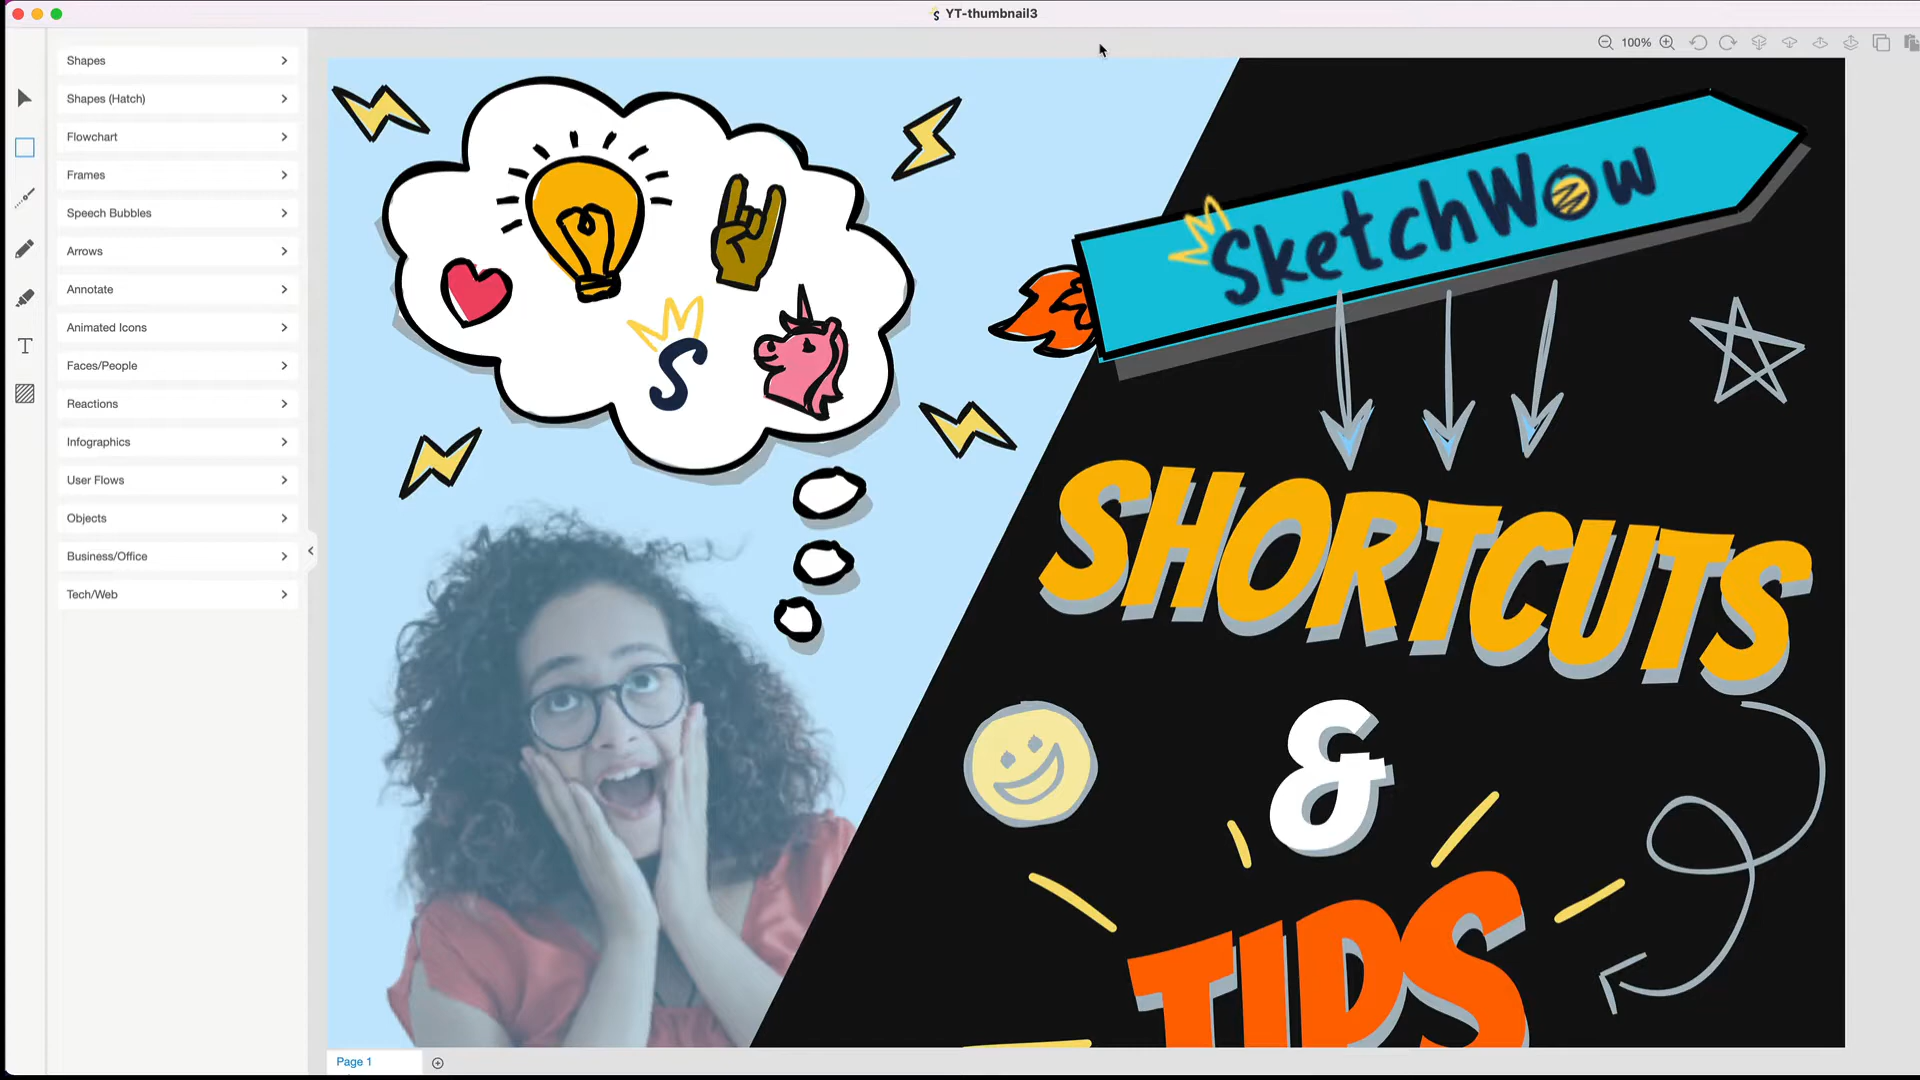 YT-thumbnail3
100%
Shapes
Shapes (Hatch)
Flowchart
Frames
Speech Bubbles
Arrows
Annotate
Animated Icons
Faces/People
Reactions
Infographics
User Flows
Objects
Business/Office
Tech/Web
T
S
SketchWow
SHORTCUTS
&
TIPS
Page 1